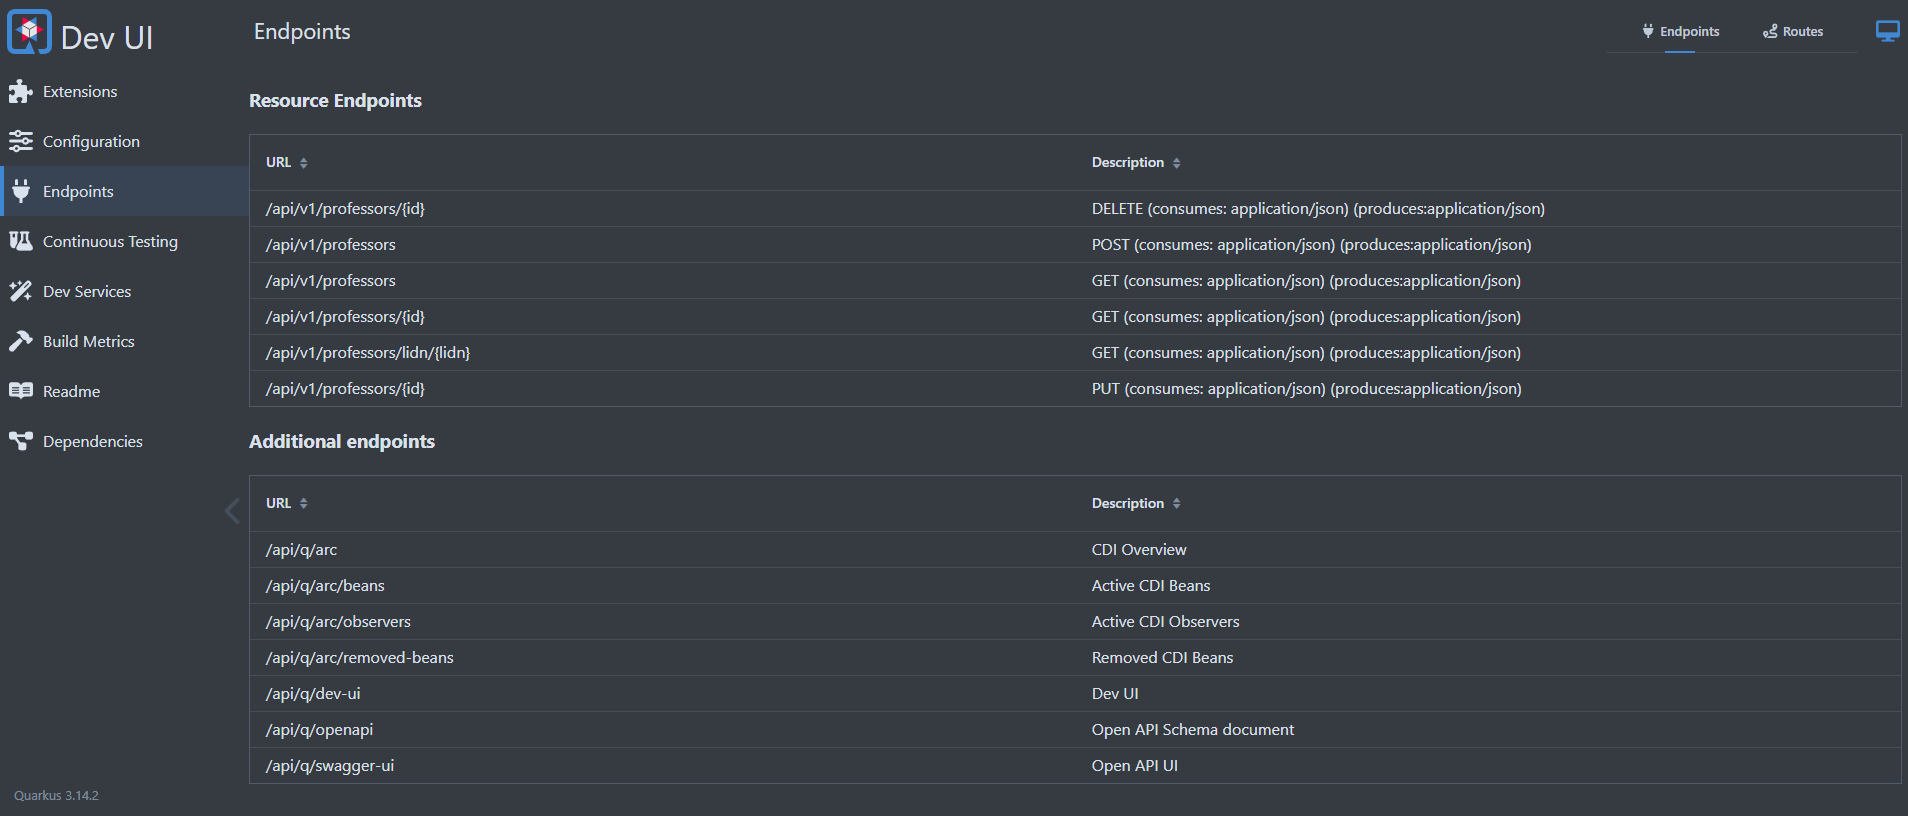 Dev UI
Endpoints
Endpoints
Routes
Extensions
Configuration
Endpoints
Continuous Testing
Dev Services
Build Metrics
Readme
Dependencies
Quarkus 3.14.2
Resource Endpoints
URL Description
/api/v1/professors/{id} DELETE (consumes: application/json) (produces:application/json)
/api/v1/professors POST (consumes: application/json) (produces:application/json)
/api/v1/professors GET (consumes: application/json) (produces:application/json)
/api/v1/professors/{id} GET (consumes: application/json) (produces:application/json)
/api/v1/professors/lidn/{lidn} GET (consumes: application/json) (produces:application/json)
/api/v1/professors/{id} PUT (consumes: application/json) (produces:application/json)
Additional endpoints
URL Description
/api/q/arc CDI Overview
/api/q/arc/beans Active CDI Beans
/api/q/arc/observers Active CDI Observers
/api/q/arc/removed-beans Removed CDI Beans
/api/q/dev-ui Dev UI
/api/q/openapi Open API Schema document
/api/q/swagger-ui Open API UI